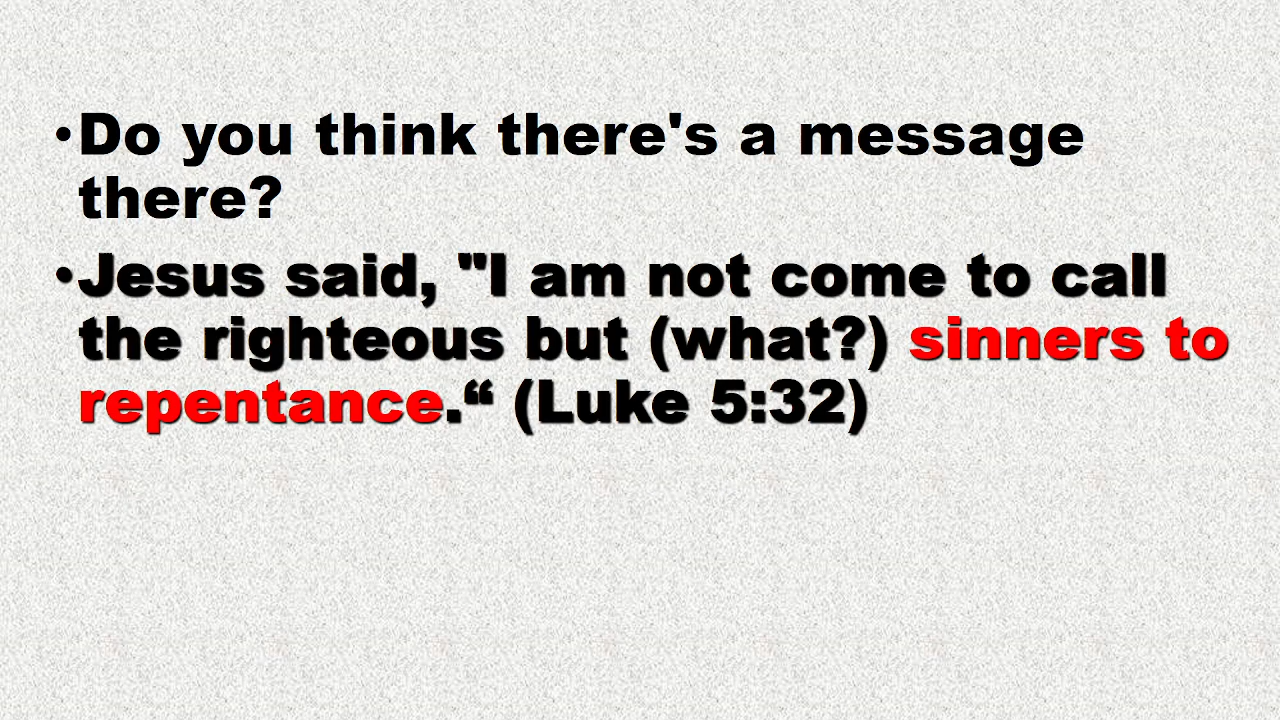 •Do you think there's a message
there?
•Jesus said, "I am not come to call
the righteous but (what?) sinners to
repentance.“ (Luke 5:32)